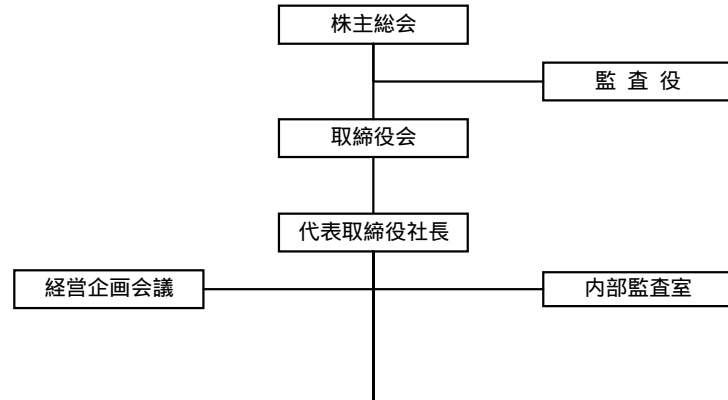 株主総会
監 査 役
取締役会
代表取締役社長
経営企画会議
内部監査室